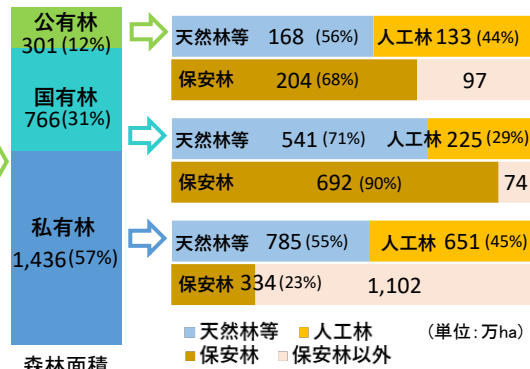 公有林
301(12%)
国有林
766(31%)
私有林
1,436(57%)
森林面積
天然林等 168 (56%) 人工林 133 (44%)
保安林 204 (68%) 97
天然林等 541 (71%) 人工林 225 (29%)
保安林 692 (90%) 74
天然林等 785 (55%) 人工林 651 (45%)
保安林 334 (23%) 1,102
天然林等 人工林 (単位:万ha)
保安林 保安林以外